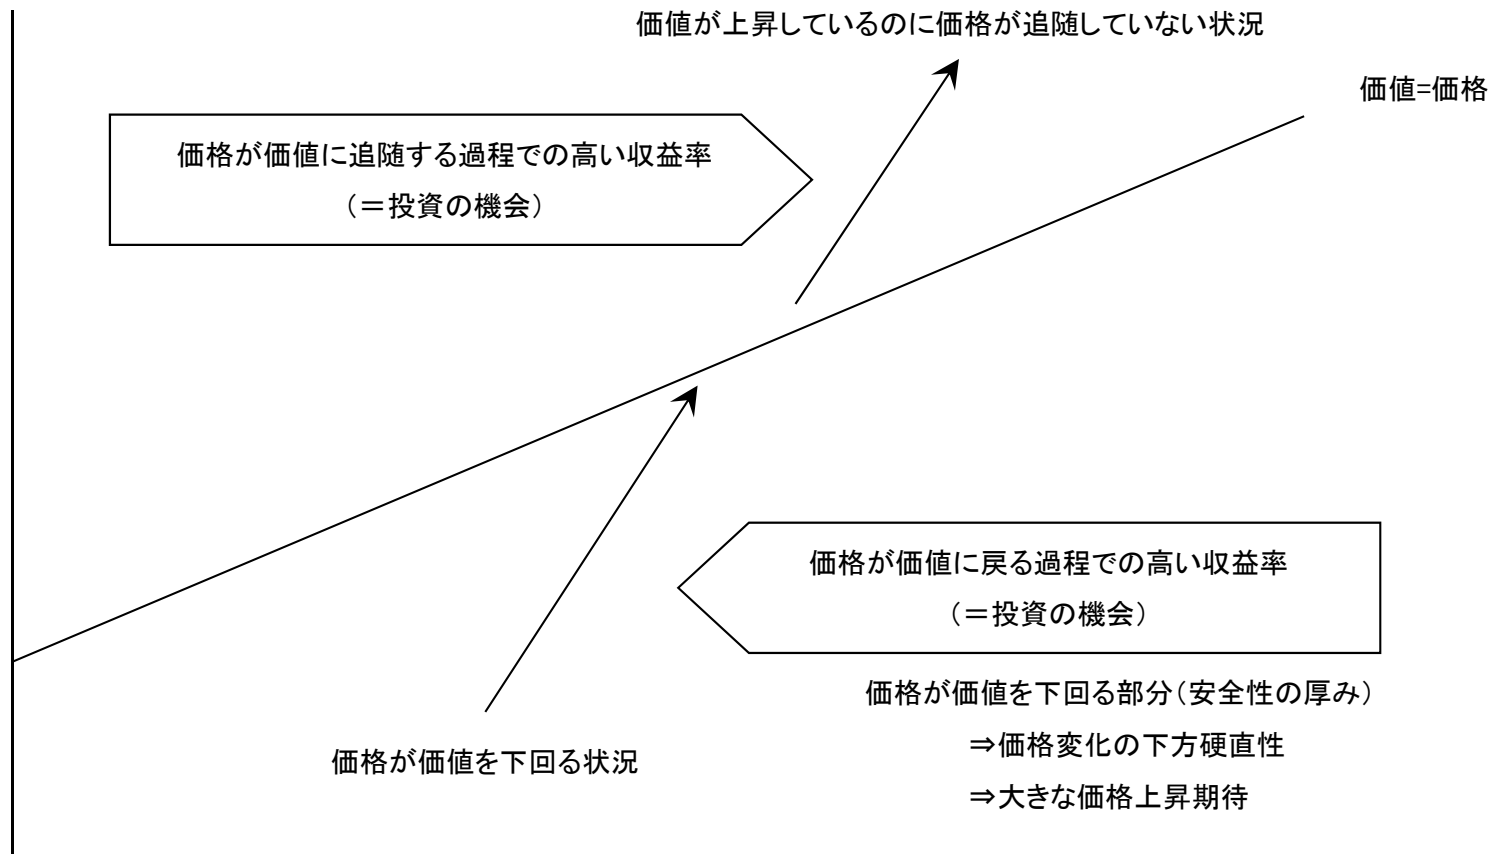 価値が上昇しているのに価格が追随していない状況
価値=価格
価格が価値に追随する過程での高い収益率
（＝投資の機会）
価格が価値に戻る過程での高い収益率
（＝投資の機会）
価格が価値を下回る部分（安全性の厚み）
⇒価格変化の下方硬直性
⇒大きな価格上昇期待
価格が価値を下回る状況